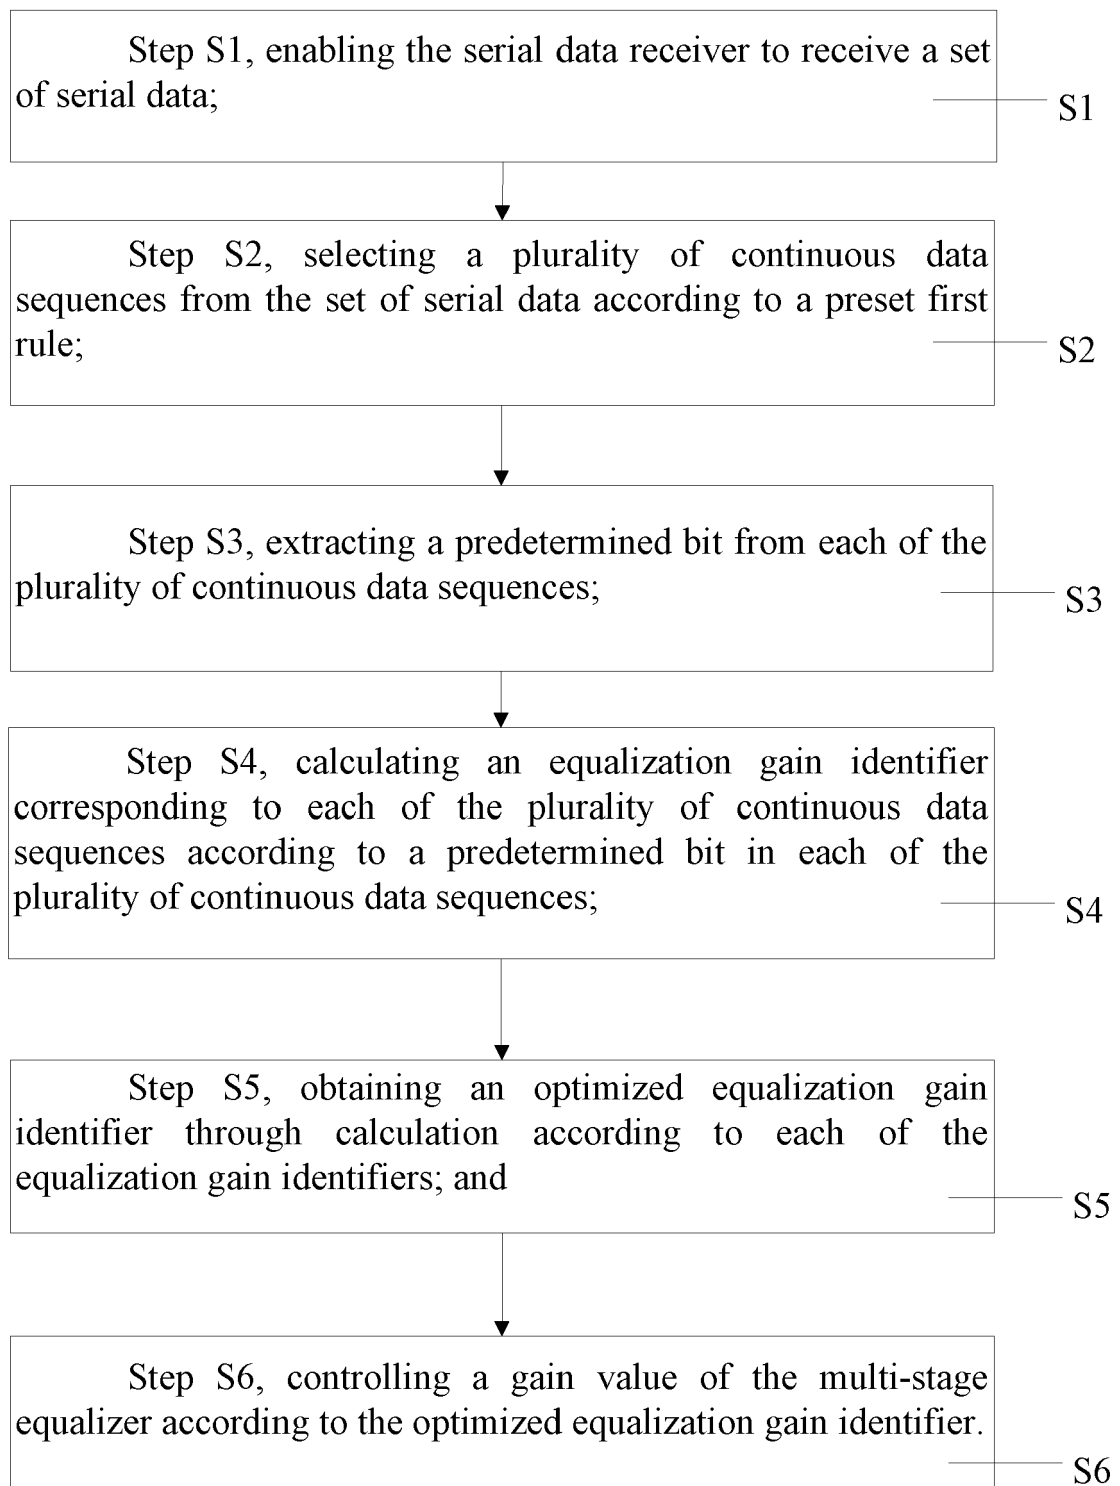 Step S1, enabling the serial data receiver to receive a set
of serial data;
S1
Step S2, selecting a plurality of continuous data
sequences from the set of serial data according to a preset first
rule;
S2
Step S3, extracting a predetermined bit from each of the
plurality of continuous data sequences;
S3
Step S4, calculating an equalization gain identifier
corresponding to each of the plurality of continuous data
sequences according to a predetermined bit in each of the
plurality of continuous data sequences;
S4
Step S5, obtaining an optimized equalization gain
identifier through calculation according to each of the
equalization gain identifiers; and
S5
Step S6, controlling a gain value of the multi-stage
equalizer according to the optimized equalization gain identifier.
S6